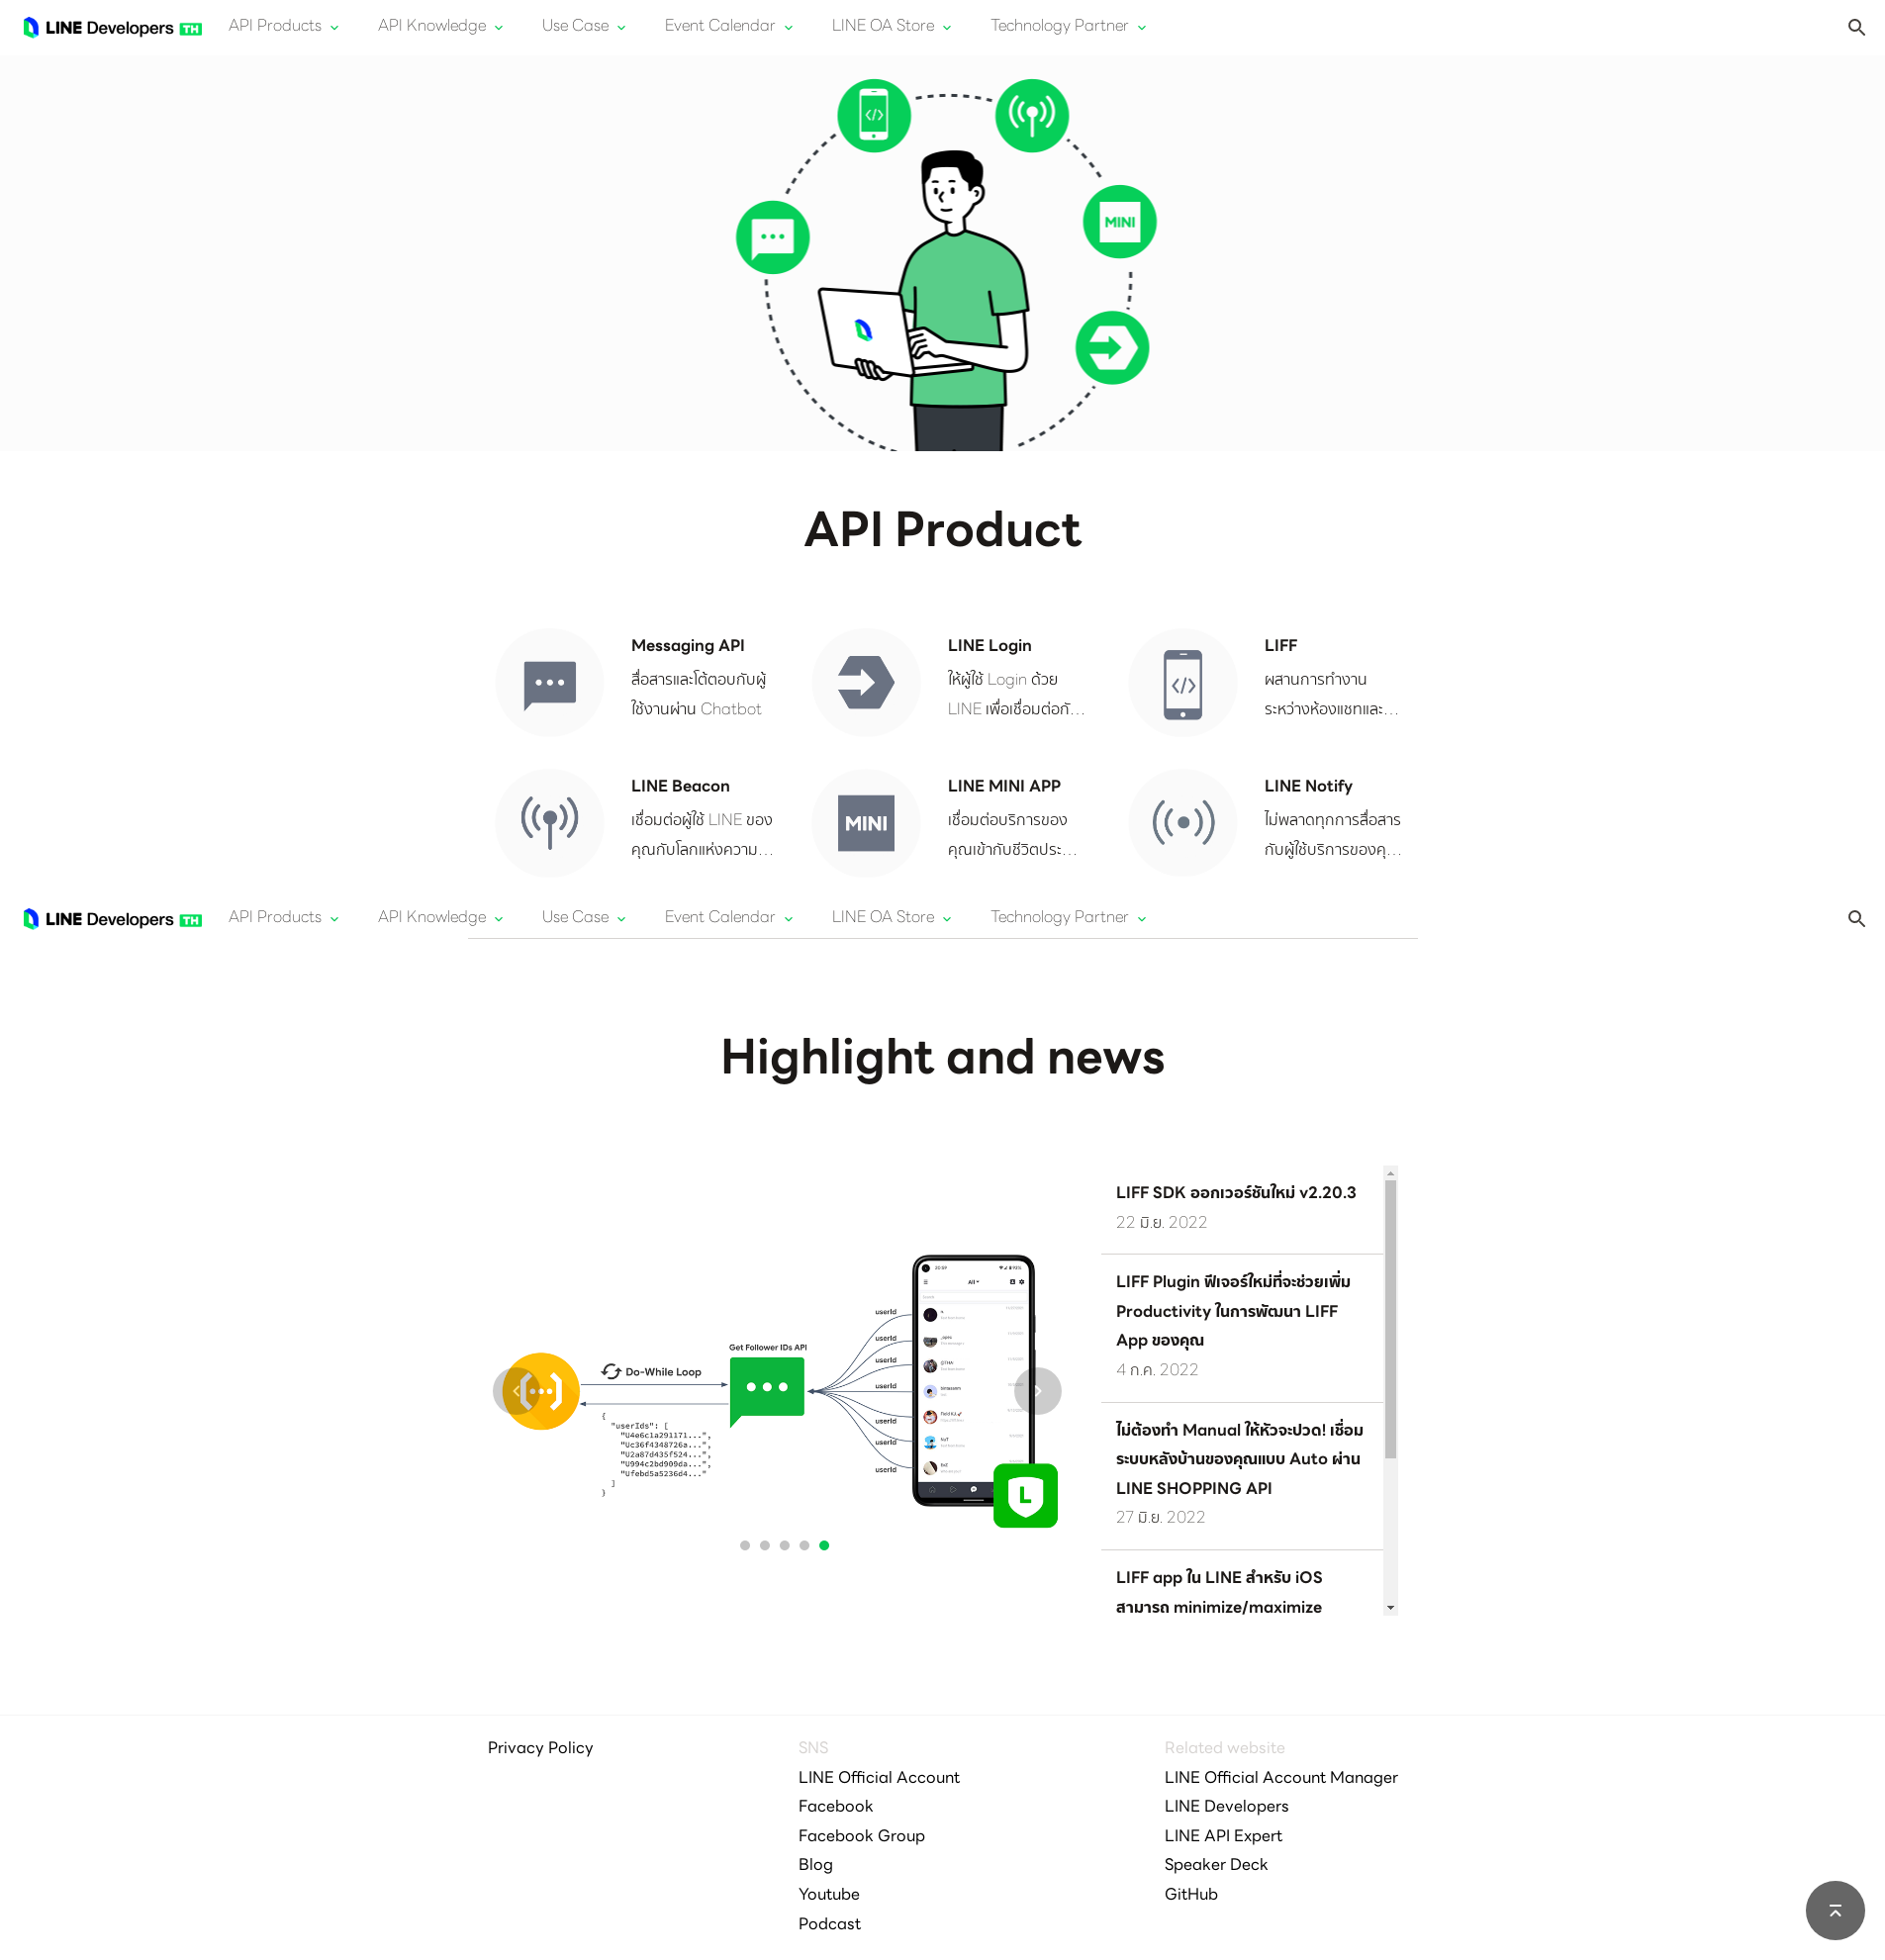 LINE Developers TH
API Products
API Knowledge
Use Case
Event Calendar
LINE OA Store
Technology Partner
MINI
API Product
Messaging API
สื่อสารและโต้ตอบกับผู้
ใช้งานผ่าน Chatbot
LINE Login
ให้ผู้ใช้ Login ด้วย
LINE เพื่อเชื่อมต่อกั...
LIFF
ผสานการทำงาน
ระหว่างห้องแชทและ...
LINE Beacon
เชื่อมต่อผู้ใช้ LINE ของ
คุณกับโลกแห่งความ...
MINI
LINE MINI APP
เชื่อมต่อบริการของ
คุณเข้ากับชีวิตประ...
LINE Notify
ไม่พลาดทุกการสื่อสาร
กับผู้ใช้บริการของคุ...
LINE Developers TH
API Products
API Knowledge
Use Case
Event Calendar
LINE OA Store
Technology Partner
Highlight and news
Do-While Loop
{
"userIds": [
"U4e6c1a291171...",
"Uc36f4348726a...",
"U2a87d435f524...",
"U994c2bd909da...",
"Ufebd5a5236d4..."
]
}
Get Follower IDs API
userId
userId
userId
userId
userId
userId
userId
All
L
LIFF SDK ออกเวอร์ชันใหม่ v2.20.3
22 มิ.ย. 2022
LIFF Plugin ฟีเจอร์ใหม่ที่จะช่วยเพิ่ม
Productivity ในการพัฒนา LIFF
App ของคุณ
4 ก.ค. 2022
ไม่ต้องทำ Manual ให้หัวจะปวด! เชื่อม
ระบบหลังบ้านของคุณแบบ Auto ผ่าน
LINE SHOPPING API
27 มิ.ย. 2022
LIFF app ใน LINE สำหรับ iOS
สามารถ minimize/maximize
Privacy Policy
SNS
LINE Official Account
Facebook
Facebook Group
Blog
Youtube
Podcast
Related website
LINE Official Account Manager
LINE Developers
LINE API Expert
Speaker Deck
GitHub